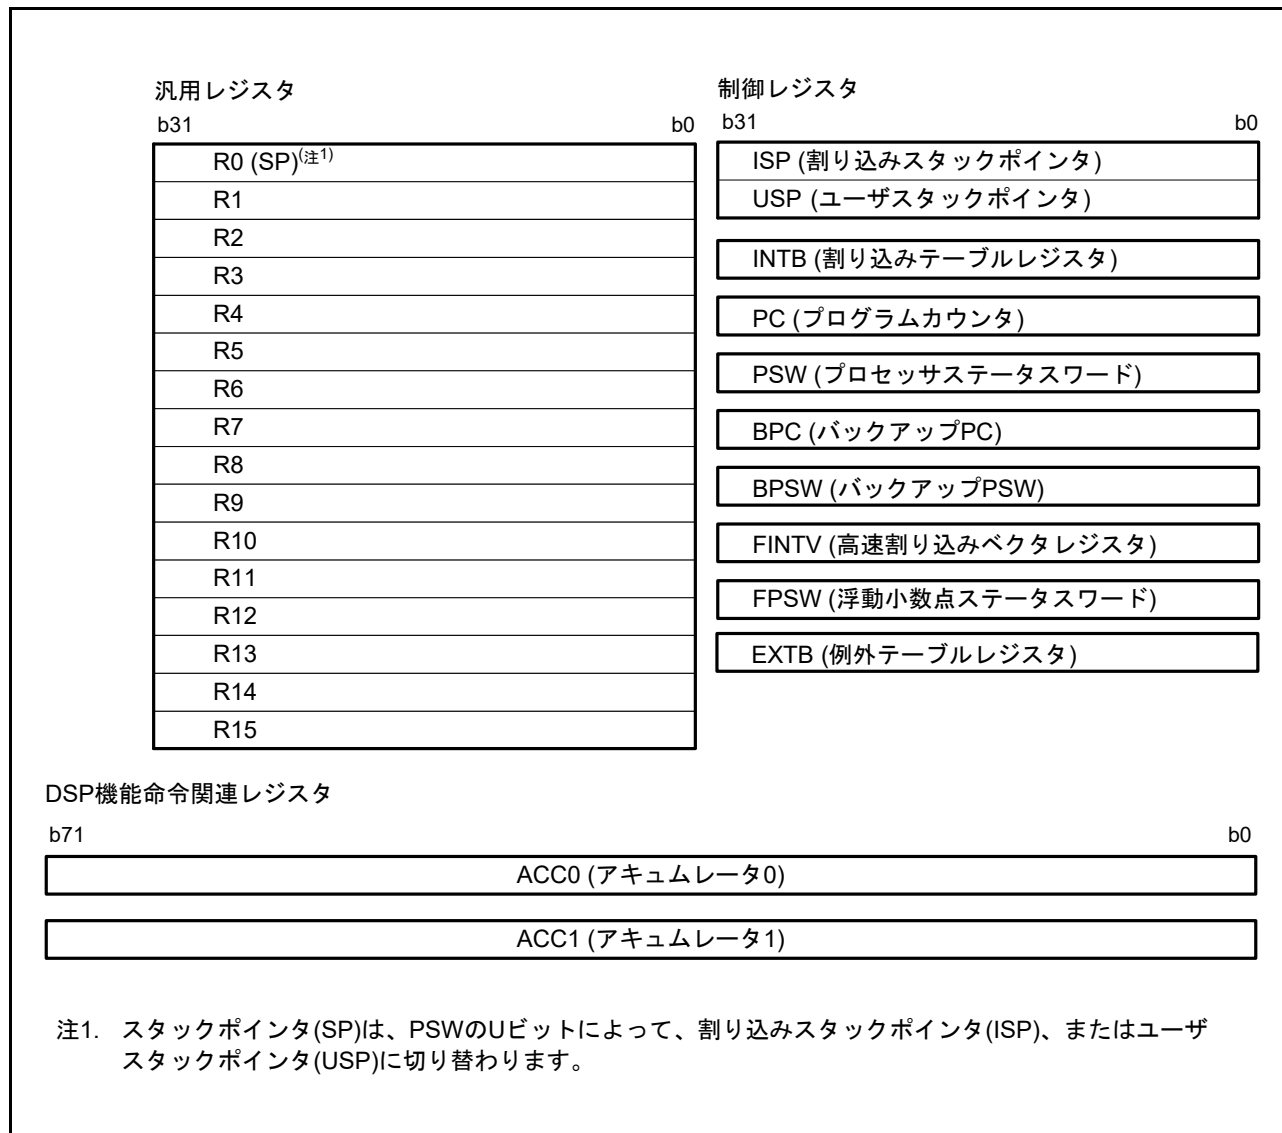 汎用レジスタ
b31 b0
R0 (SP)(注1)
R1
R2
R3
R4
R5
R6
R7
R8
R9
R10
R11
R12
R13
R14
R15
制御レジスタ
b31 b0
ISP (割り込みスタックポインタ)
USP (ユーザスタックポインタ)
INTB (割り込みテーブルレジスタ)
PC (プログラムカウンタ)
PSW (プロセッサステータスワード)
BPC (バックアップPC)
BPSW (バックアップPSW)
FINTV (高速割り込みベクタレジスタ)
FPSW (浮動小数点ステータスワード)
EXTB (例外テーブルレジスタ)
DSP機能命令関連レジスタ
b71 b0
ACC0 (アキュムレータ0)
ACC1 (アキュムレータ1)
注1. スタックポインタ(SP)は、PSWのUビットによって、割り込みスタックポインタ(ISP)、またはユーザ
スタックポインタ(USP)に切り替わります。